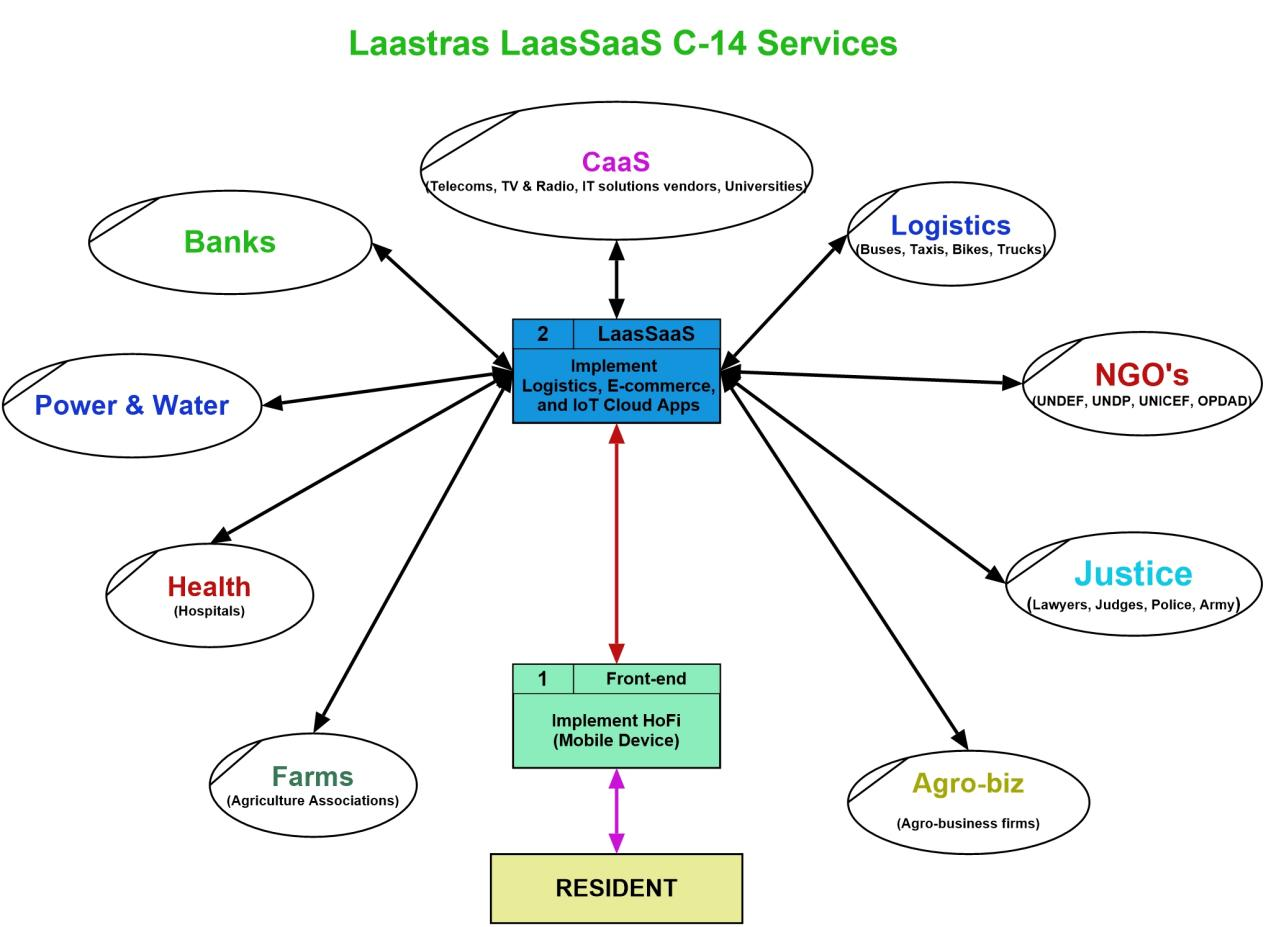 Laastras LaasSaaS C-14 Services
CaaS
(Telecoms, TV & Radio, IT solutions vendors, Universities)
Banks
Logistics
(Buses, Taxis, Bikes, Trucks)
2 LaasSaaS
Implement
Logistics, E-commerce,
and IoT Cloud Apps
Power & Water
NGO's
(UNDEF, UNDP, UNICEF, OPDAD)
Health
(Hospitals)
Justice
(Lawyers, Judges, Police, Army)
1 Front-end
Implement HoFi
(Mobile Device)
Farms
(Agriculture Associations)
Agro-biz
(Agro-business firms)
RESIDENT